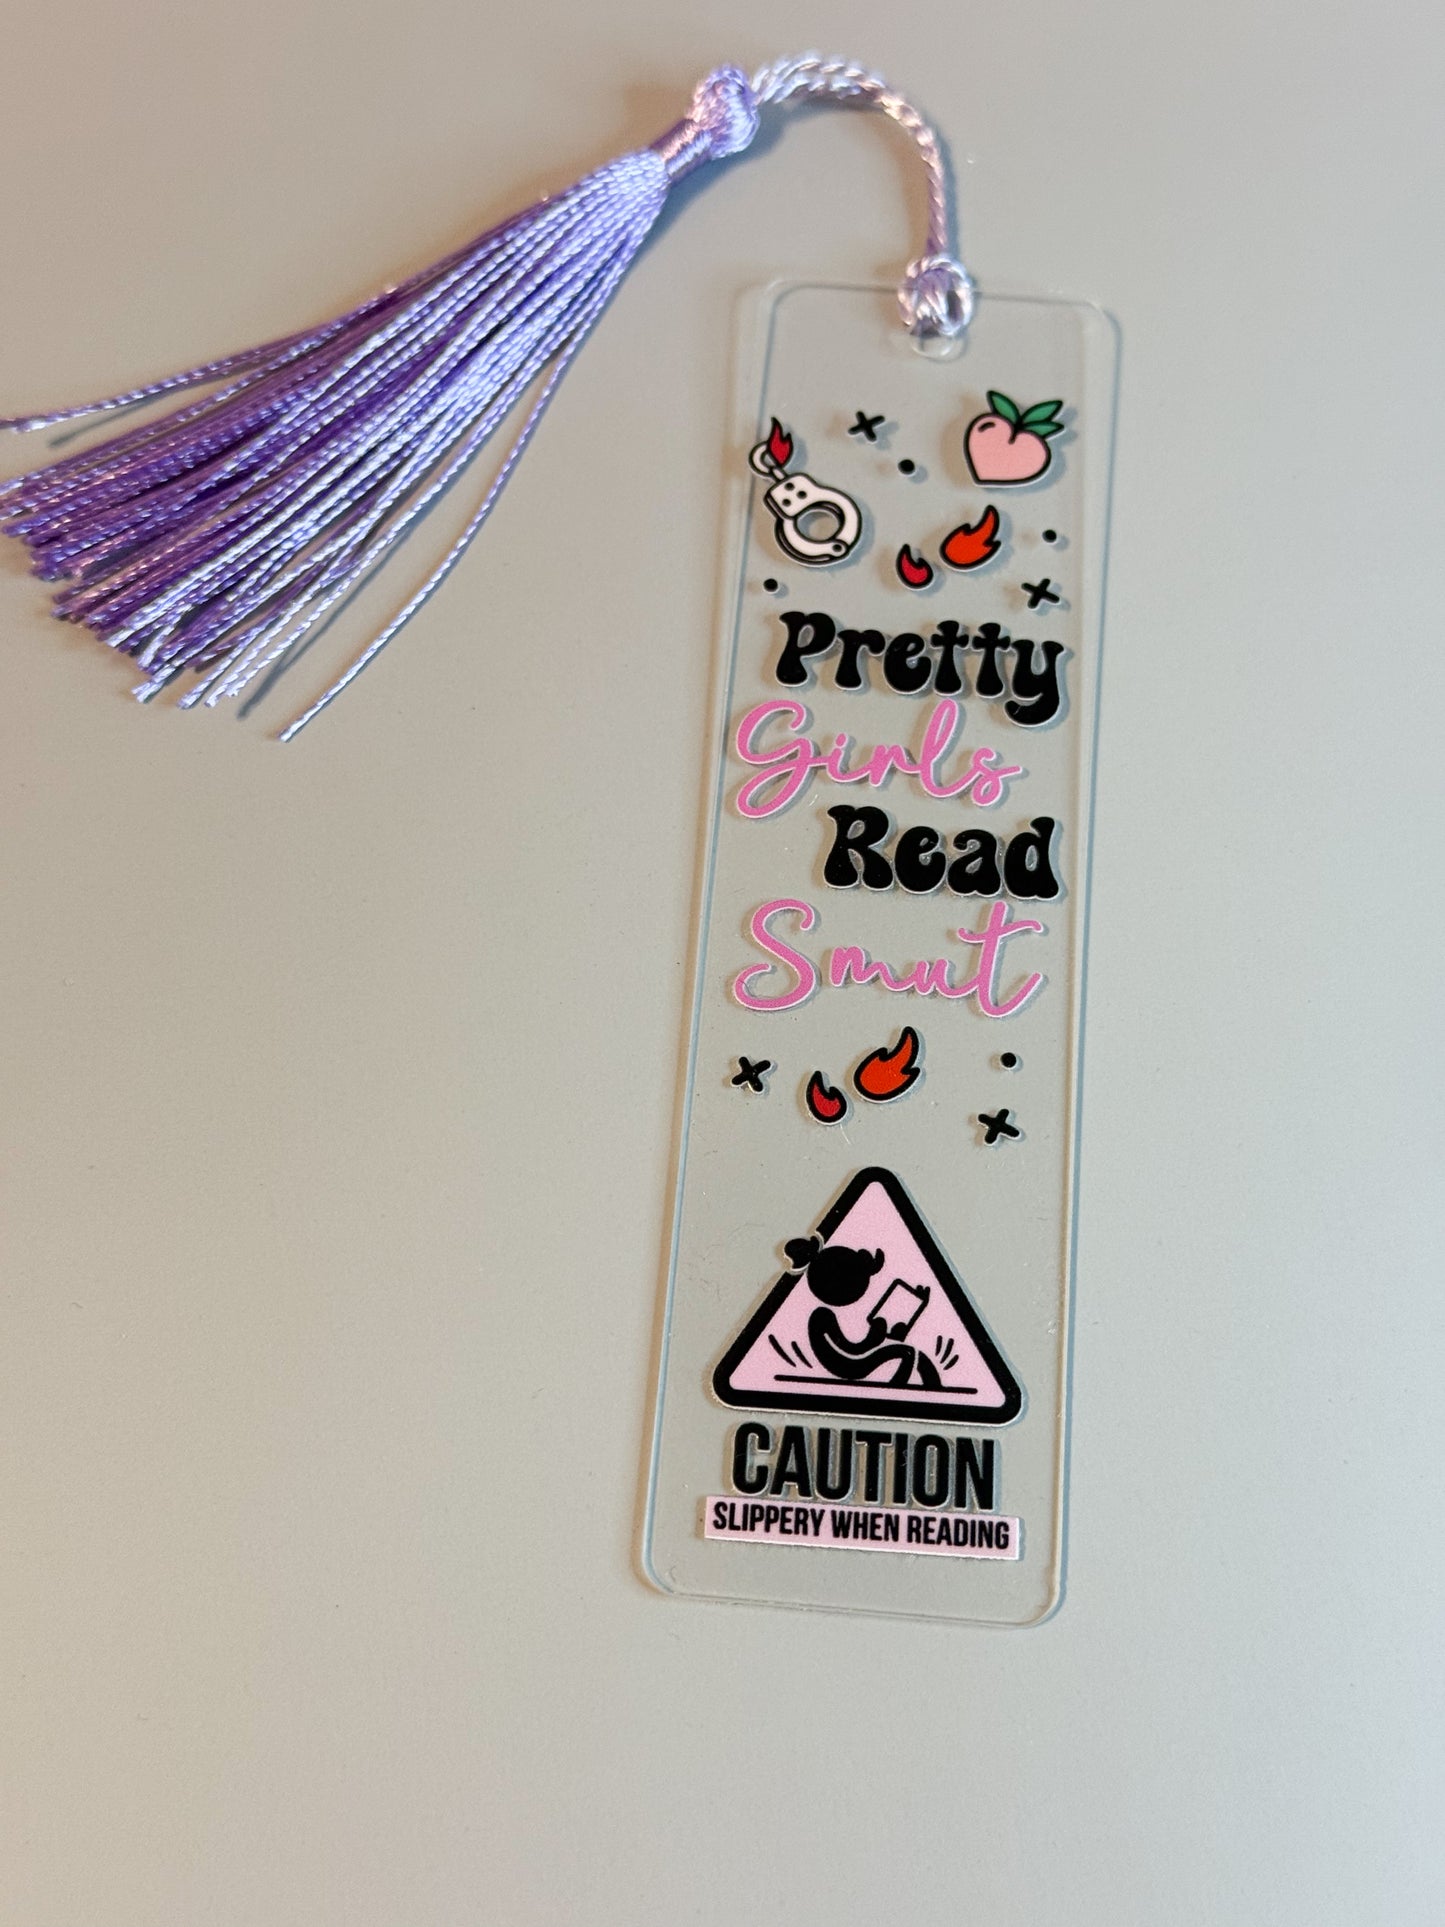 Pretty
Girls
Read
Smut
CAUTION
SLIPPERY WHEN READING